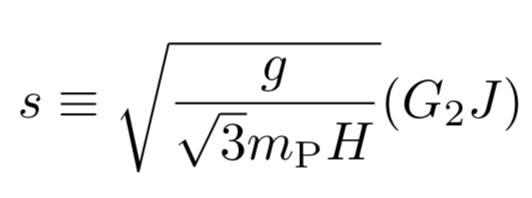 s ≡ √(g / (√3 m_P H)) (G₂J)